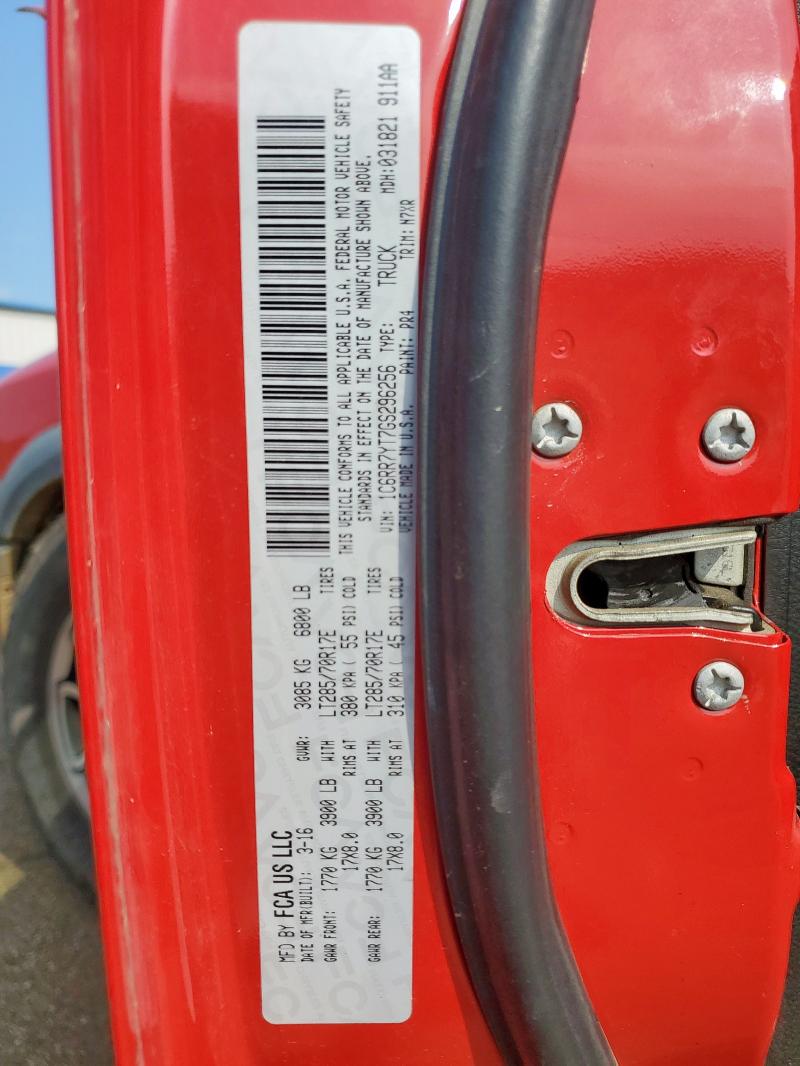 MFD BY FCA US LLC
DATE OF MFR(BUILT): 3-16 GVWR: 3085 KG 6800 LB
GAWR FRONT: 1770 KG 3900 LB WITH LT285/70R17E TIRES
17X8.0 RIMS AT 380 KPA( 55 PSI) COLD
GAWR REAR: 1770 KG 3900 LB WITH LT285/70R17E TIRES
17X8.0 RIMS AT 310 KPA( 45 PSI) COLD
THIS VEHICLE CONFORMS TO ALL APPLICABLE U.S.A. FEDERAL MOTOR VEHICLE SAFETY
STANDARDS IN EFFECT ON THE DATE OF MANUFACTURE SHOWN ABOVE.
VIN: 1C6RR7YT7GS296256 TYPE: TRUCK MDH:031821 911AA
VEHICLE MADE IN U.S.A. PAINT: PR4 TRIM: N7XR